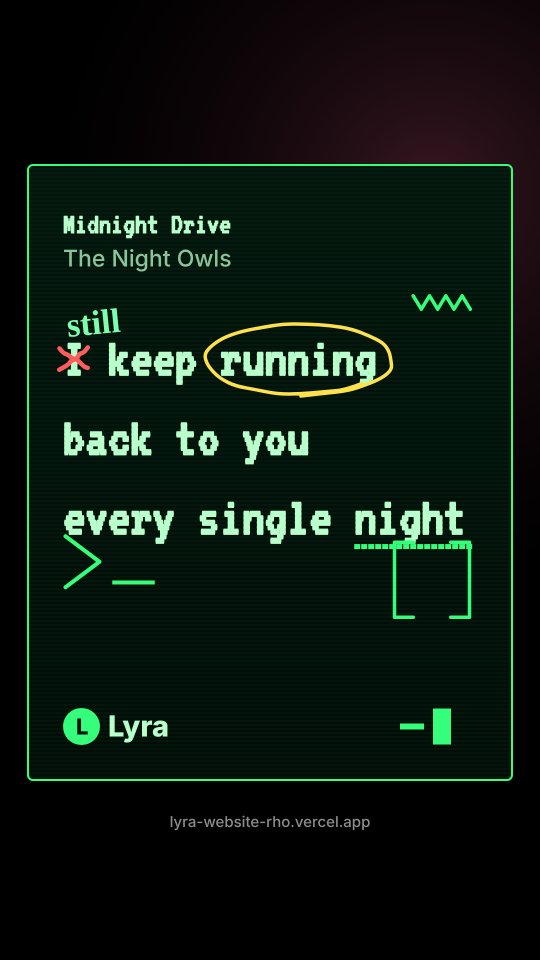 Midnight Drive
The Night Owls
still
I keep running
back to you
every single night
>_
[ ]
L Lyra
lyra-website-rho.vercel.app